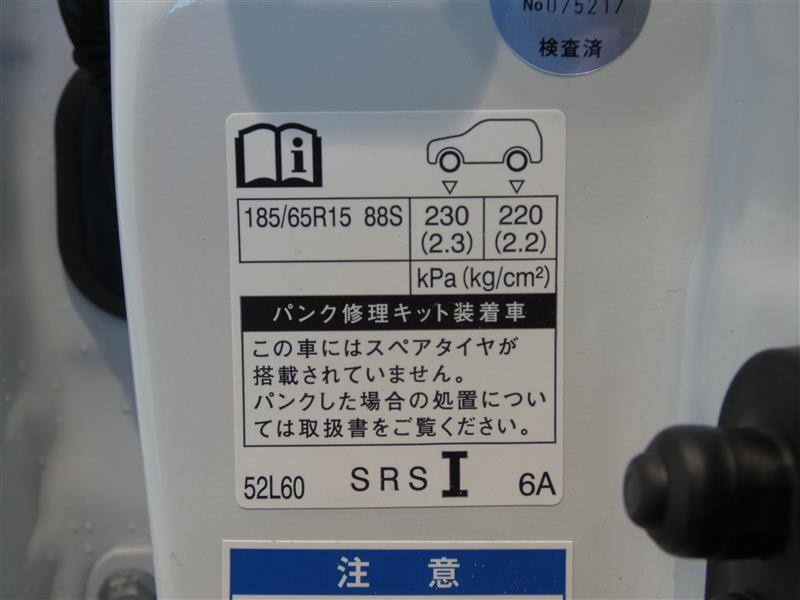 No 075217
検査済
i
185/65R15 88S 230 220
(2.3) (2.2)
kPa (kg/cm²)
パンク修理キット装着車
この車にはスペアタイヤが
搭載されていません。
パンクした場合の処置につい
ては取扱書をご覧ください。
52L60 SRS I 6A
注意